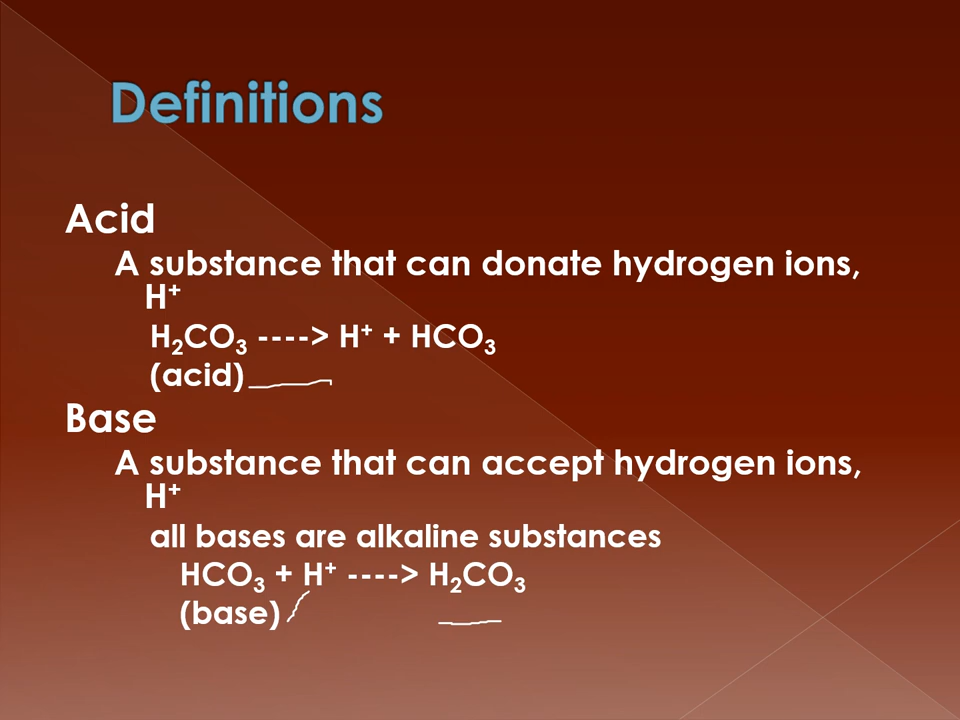 Definitions
Acid
A substance that can donate hydrogen ions,
H⁺
H₂CO₃ ----> H⁺ + HCO₃
(acid)
Base
A substance that can accept hydrogen ions,
H⁺
all bases are alkaline substances
HCO₃ + H⁺ ----> H₂CO₃
(base)